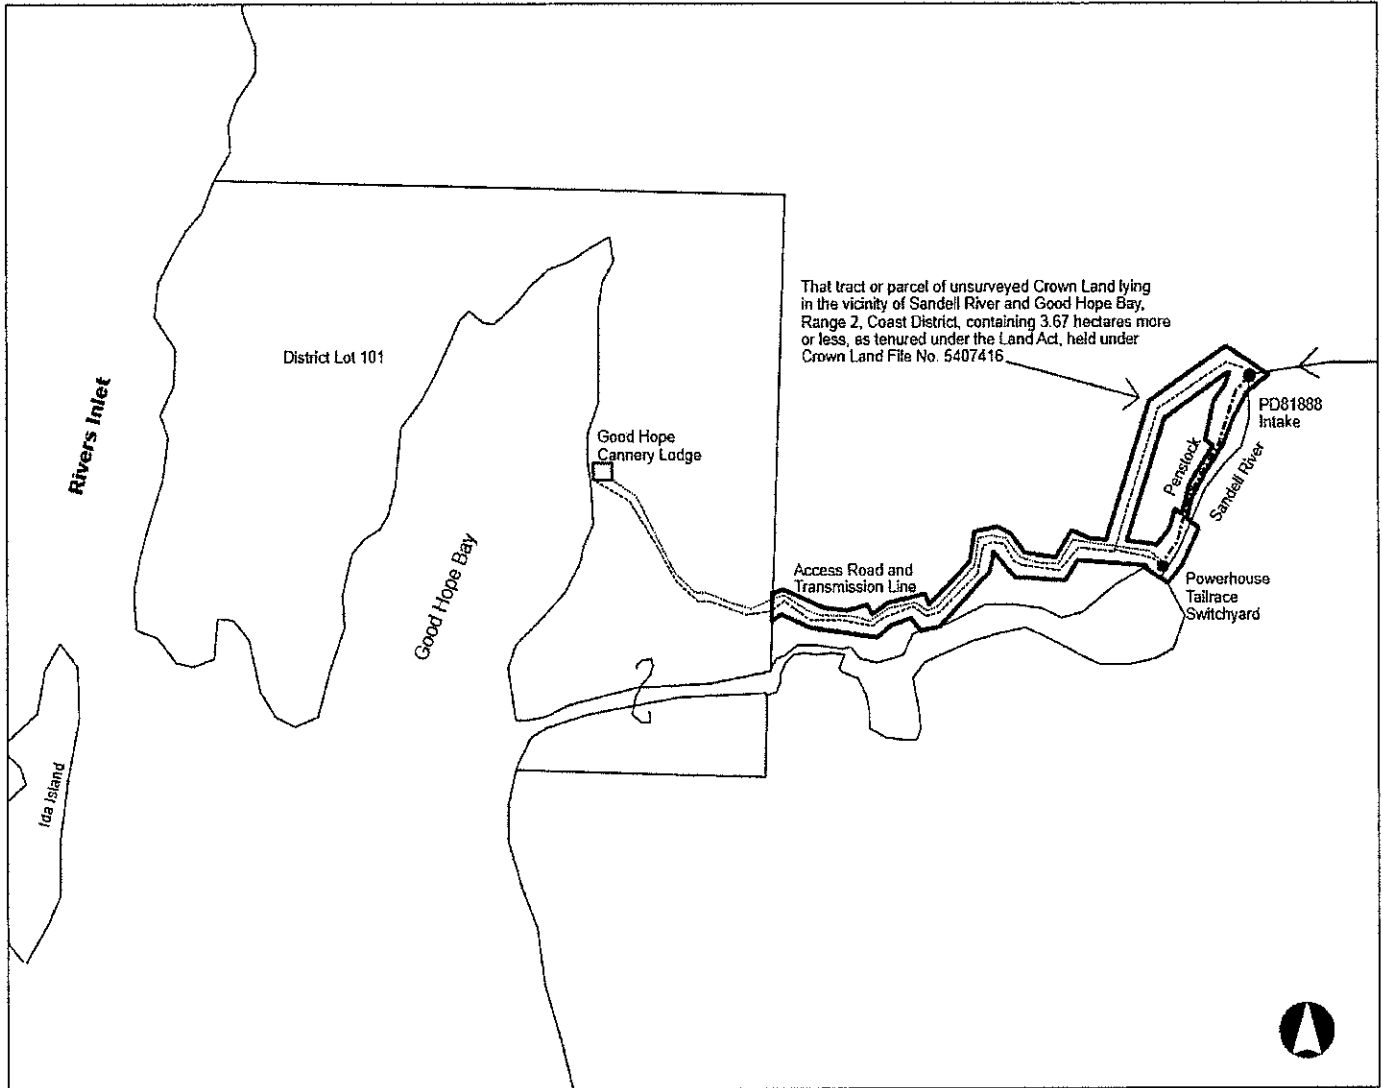 That tract or parcel of unsurveyed Crown Land lying
in the vicinity of Sandell River and Good Hope Bay,
Range 2, Coast District, containing 3.67 hectares more
or less, as tenured under the Land Act, held under
Crown Land File No. 5407416
District Lot 101
Rivers Inlet
PD81888
Intake
Good Hope
Cannery Lodge
Penstock
Sandell River
Good Hope Bay
Access Road and
Transmission Line
Powerhouse
Tailrace
Switchyard
Ida Island